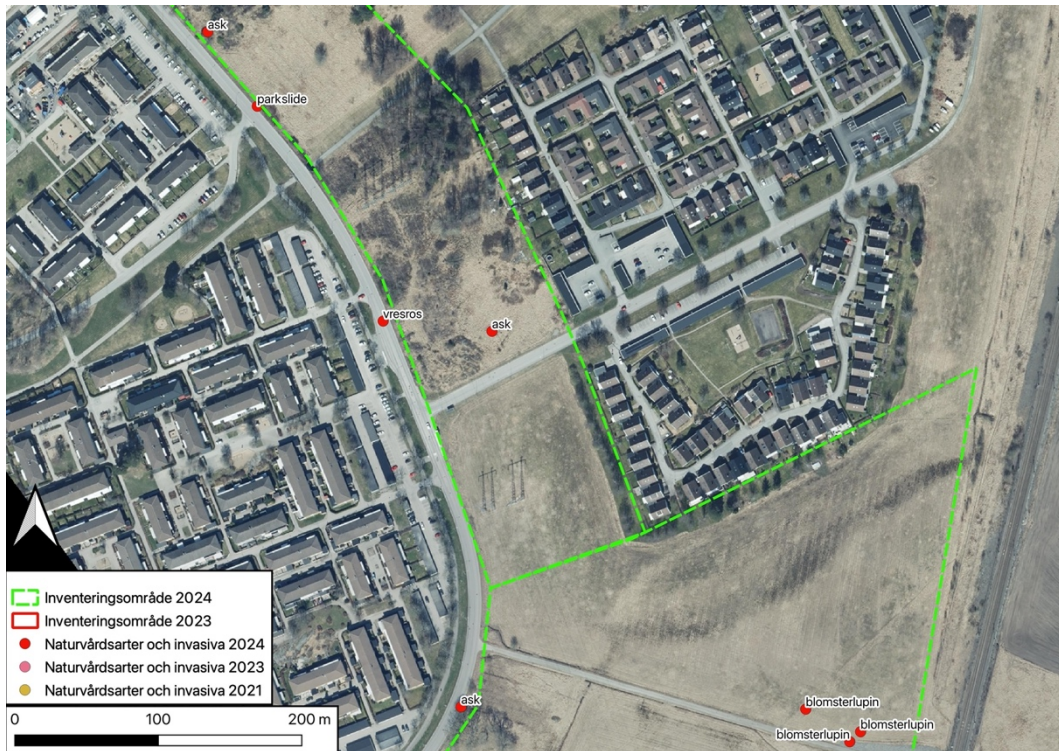 ask
parkslide
vresros
ask
ask
blomsterlupin
blomsterlupin
blomsterlupin
Inventeringsområde 2024
Inventeringsområde 2023
Naturvårdsarter och invasiva 2024
Naturvårdsarter och invasiva 2023
Naturvårdsarter och invasiva 2021
0 100 200 m